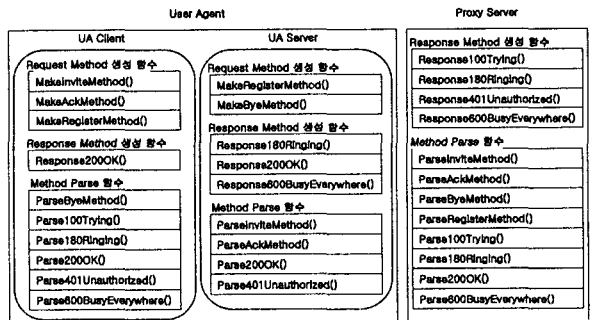 User Agent
Proxy Server
UA Client
UA Server
Request Method 생성 함수
MakeInviteMethod()
MakeAckMethod()
MakeRegisterMethod()
Response Method 생성 함수
Response200OK()
Method Parse 함수
ParseByeMethod()
Parse100Trying()
Parse180Ringing()
Parse200OK()
Parse401Unauthorized()
Parse600BusyEverywhere()
Request Method 생성 함수
MakeRegisterMethod()
MakeByeMethod()
Response Method 생성 함수
Response180Ringing()
Response200OK()
Response600BusyEverywhere()
Method Parse 함수
ParseInviteMethod()
ParseAckMethod()
Parse200OK()
Parse401Unauthorized()
Response Method 생성 함수
Response100Trying()
Response180Ringing()
Response401Unauthorized()
Response600BusyEverywhere()
Method Parse 함수
ParseInviteMethod()
ParseAckMethod()
ParseByeMethod()
ParseRegisterMethod()
Parse100Trying()
Parse180Ringing()
Parse200OK()
Parse600BusyEverywhere()